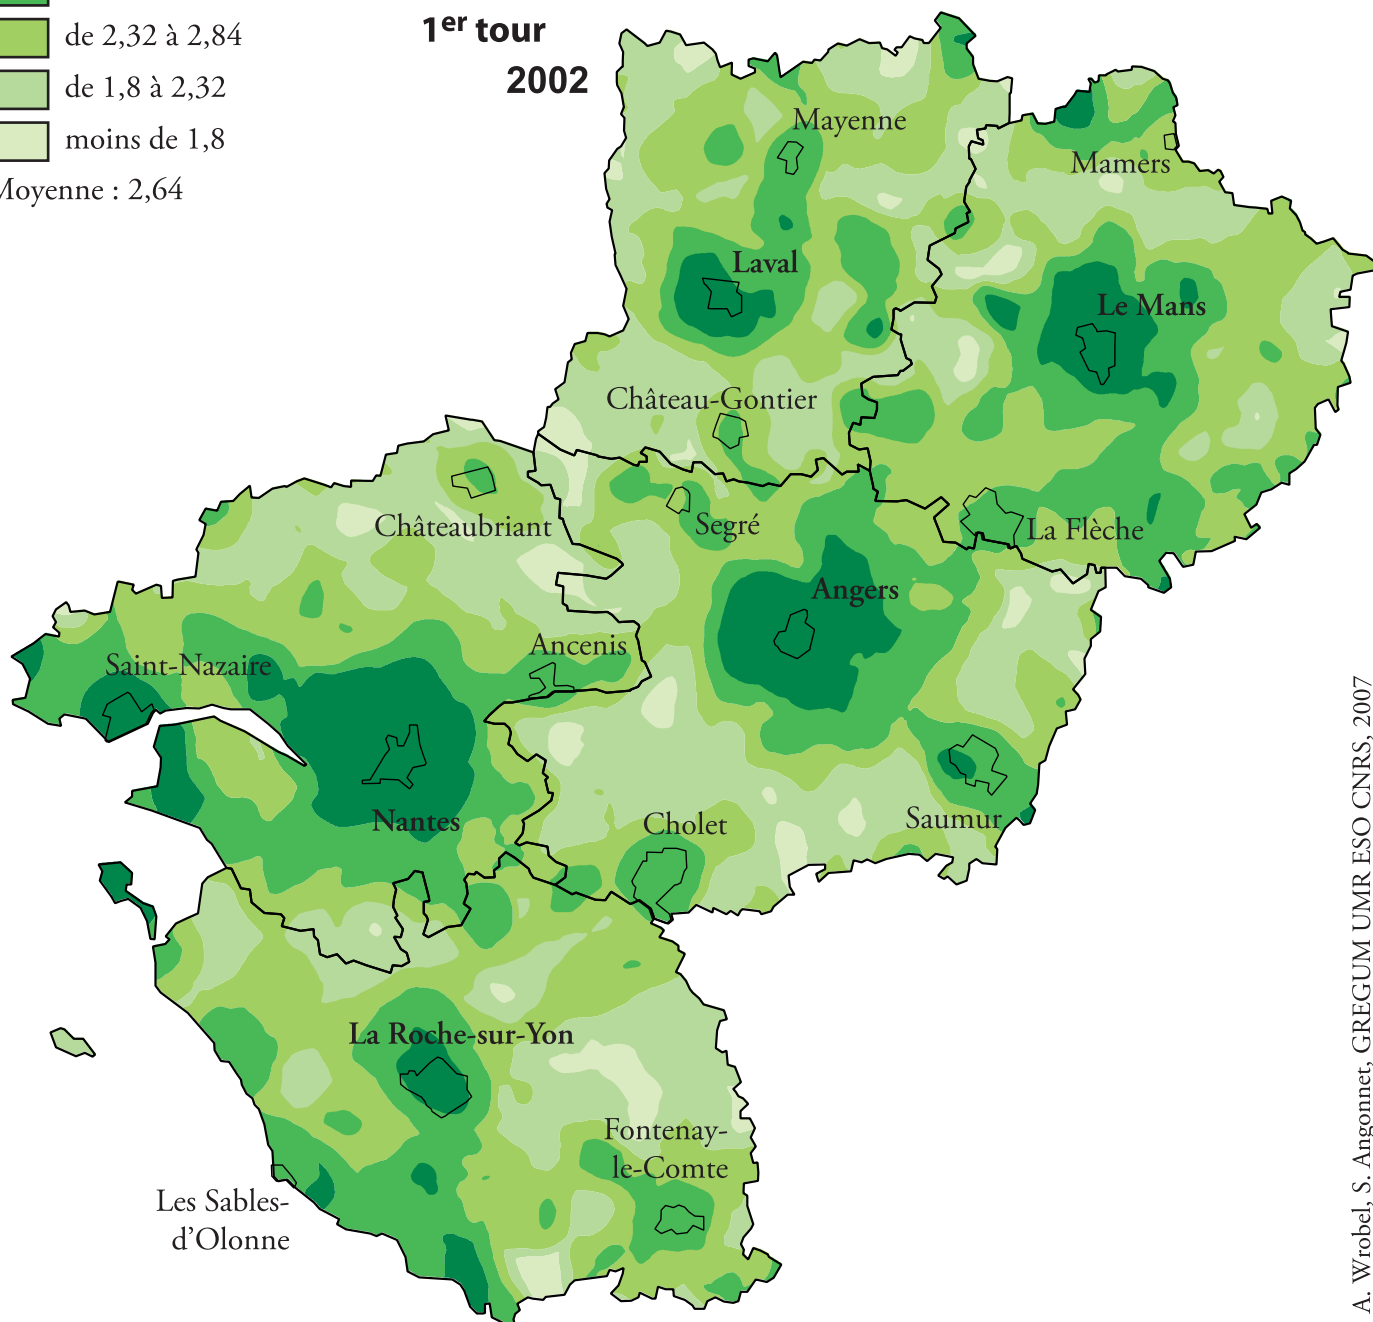 de 2,32 à 2,84
de 1,8 à 2,32
moins de 1,8
Moyenne : 2,64
1er tour
2002
Mayenne
Mamers
Laval
Le Mans
Château-Gontier
Châteaubriant
Segré
La Flèche
Angers
Ancenis
Saint-Nazaire
Nantes
Cholet
Saumur
La Roche-sur-Yon
Fontenay-
le-Comte
Les Sables-
d'Olonne
A. Wrobel, S. Angonnet, GREGUM UMR ESO CNRS, 2007